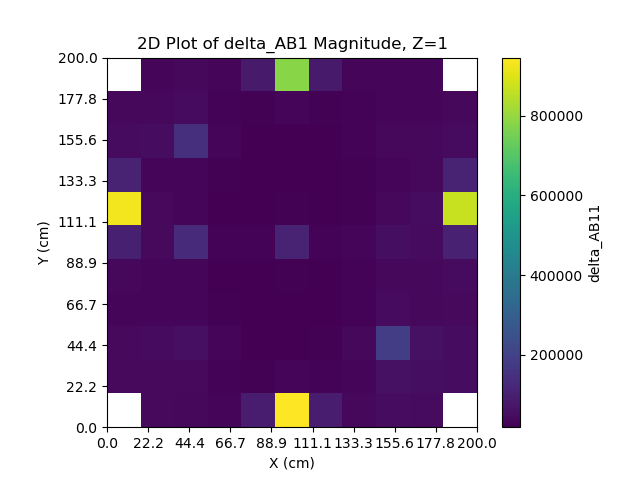 2D Plot of delta_AB1 Magnitude, Z=1
200.0
177.8
155.6
133.3
111.1
88.9
66.7
44.4
22.2
0.0
Y (cm)
0.0 22.2 44.4 66.7 88.9 111.1 133.3 155.6 177.8 200.0
X (cm)
800000
600000
400000
200000
delta_AB11